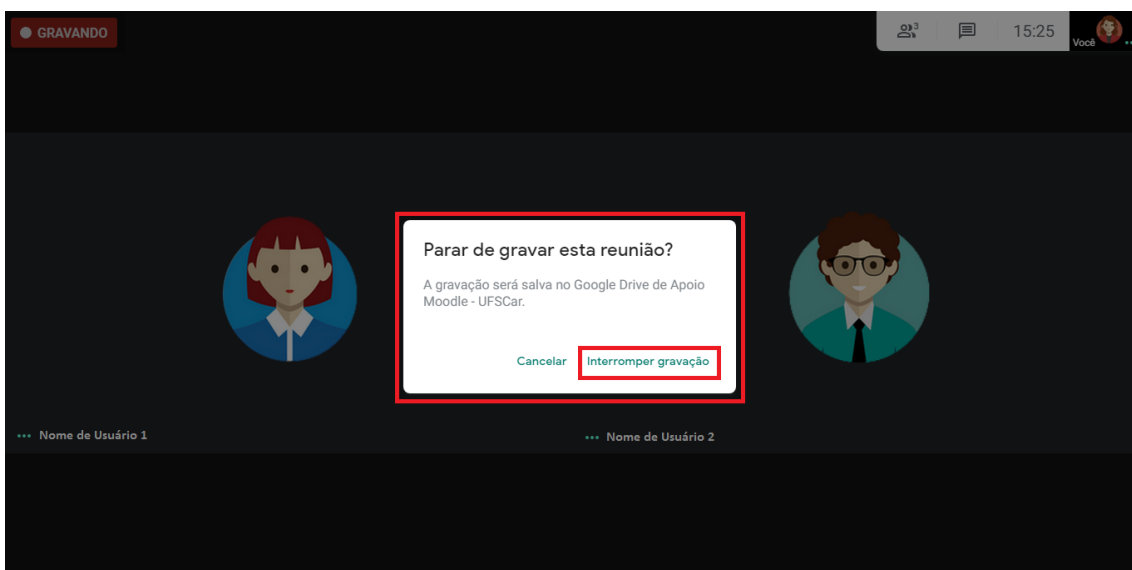 GRAVANDO
3
15:25
Você
Parar de gravar esta reunião?
A gravação será salva no Google Drive de Apoio
Moodle - UFSCar.
Cancelar Interromper gravação
Nome de Usuário 1
Nome de Usuário 2